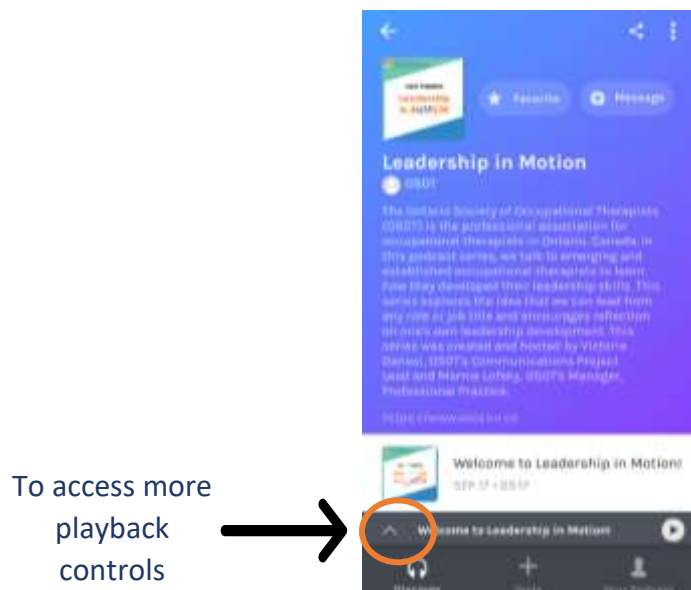 Favorite Message
Leadership in Motion
OSOT
The Ontario Society of Occupational Therapists
(OSOT) is the professional association for
occupational therapists in Ontario, Canada. In
this podcast series, we talk to emerging and
established occupational therapists to learn
how they developed their leadership skills. This
series explores the idea that we can lead from
any role or job title and encourages reflection
on one's own leadership development. This
series was created and hosted by Victoria
OSOT's Communications Project
Lead and Marnie OSOT's Manager,
Professional Practice.
Welcome to Leadership in Motion!
SEP 17
To access more
playback
controls
Welcome to Leadership in Motion!